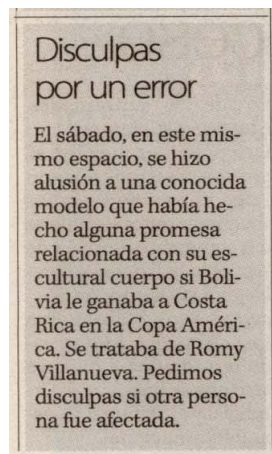 Disculpas
por un error
El sábado, en este mis-
mo espacio, se hizo
alusión a una conocida
modelo que había he-
cho alguna promesa
relacionada con su es-
cultural cuerpo si Boli-
via le ganaba a Costa
Rica en la Copa Améri-
ca. Se trataba de Romy
Villanueva. Pedimos
disculpas si otra perso-
na fue afectada.